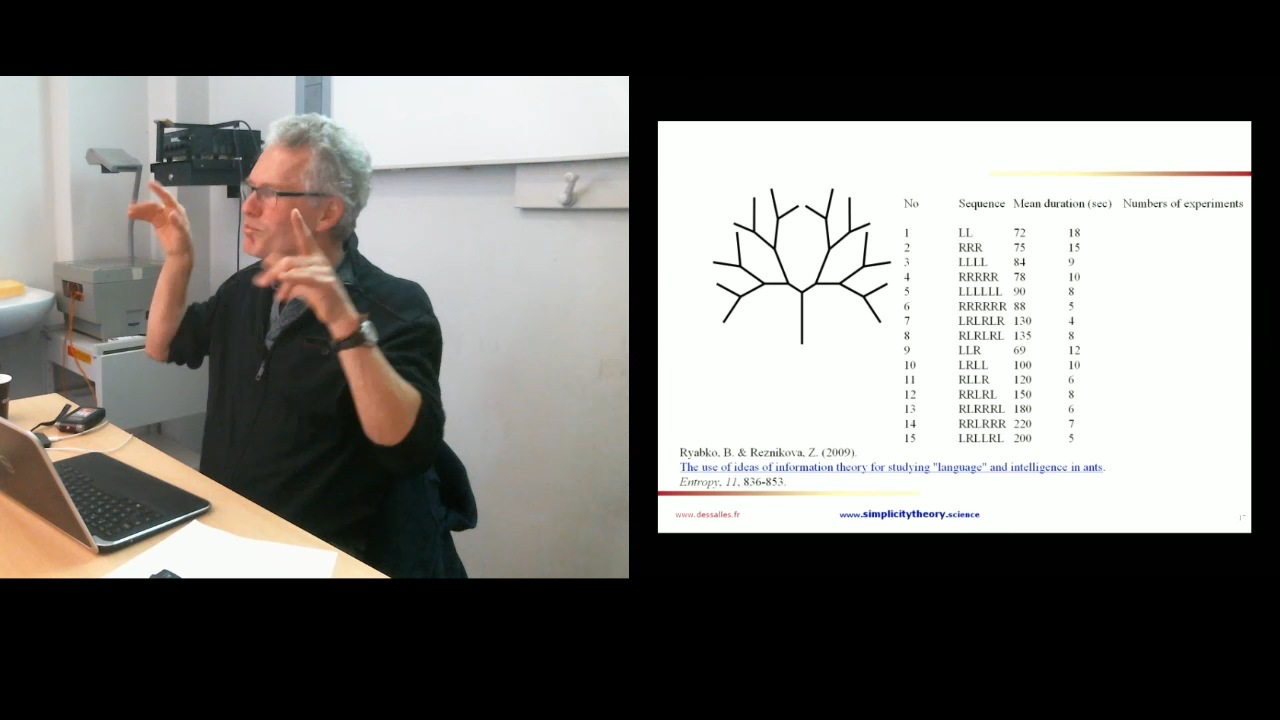 No Sequence Mean duration (sec) Numbers of experiments
1 LL 72 18
2 RRR 75 15
3 LLLL 84 9
4 RRRRR 78 10
5 LLLLLL 90 8
6 RRRRRR 88 5
7 LRLRLR 130 4
8 RLRLRL 135 8
9 LLR 69 12
10 LRLL 100 10
11 RLLR 120 6
12 RRLRL 150 8
13 RLRRRL 180 6
14 RRLRRR 220 7
15 LRLLRL 200 5
Ryabko, B. & Reznikova, Z. (2009).
The use of ideas of information theory for studying "language" and intelligence in ants.
Entropy, 11, 836-853.
www.dessalles.fr www.simplicitytheory.science